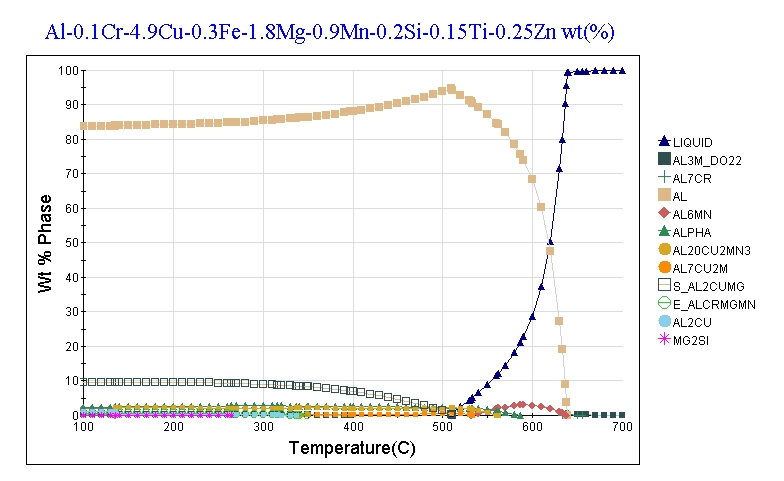 Al-0.1Cr-4.9Cu-0.3Fe-1.8Mg-0.9Mn-0.2Si-0.15Ti-0.25Zn wt(%)
100
90
80
70
60
50
40
30
20
10
0
Wt % Phase
100 200 300 400 500 600 700
Temperature(C)
LIQUID
AL3M_DO22
AL7CR
AL
AL6MN
ALPHA
AL20CU2MN3
AL7CU2M
S_AL2CUMG
E_ALCRMGMN
AL2CU
MG2SI